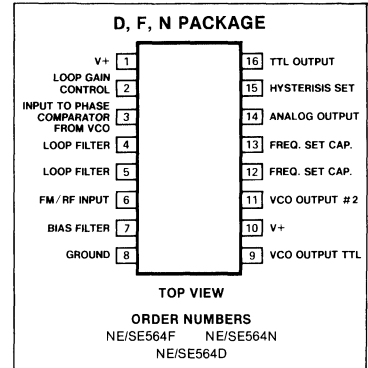 D, F, N PACKAGE
V+ 1
LOOP GAIN
CONTROL 2
INPUT TO PHASE
COMPARATOR 3
FROM VCO
LOOP FILTER 4
LOOP FILTER 5
FM/RF INPUT 6
BIAS FILTER 7
GROUND 8
16 TTL OUTPUT
15 HYSTERISIS SET
14 ANALOG OUTPUT
13 FREQ. SET CAP.
12 FREQ. SET CAP.
11 VCO OUTPUT #2
10 V+
9 VCO OUTPUT TTL
TOP VIEW
ORDER NUMBERS
NE/SE564F NE/SE564N
NE/SE564D